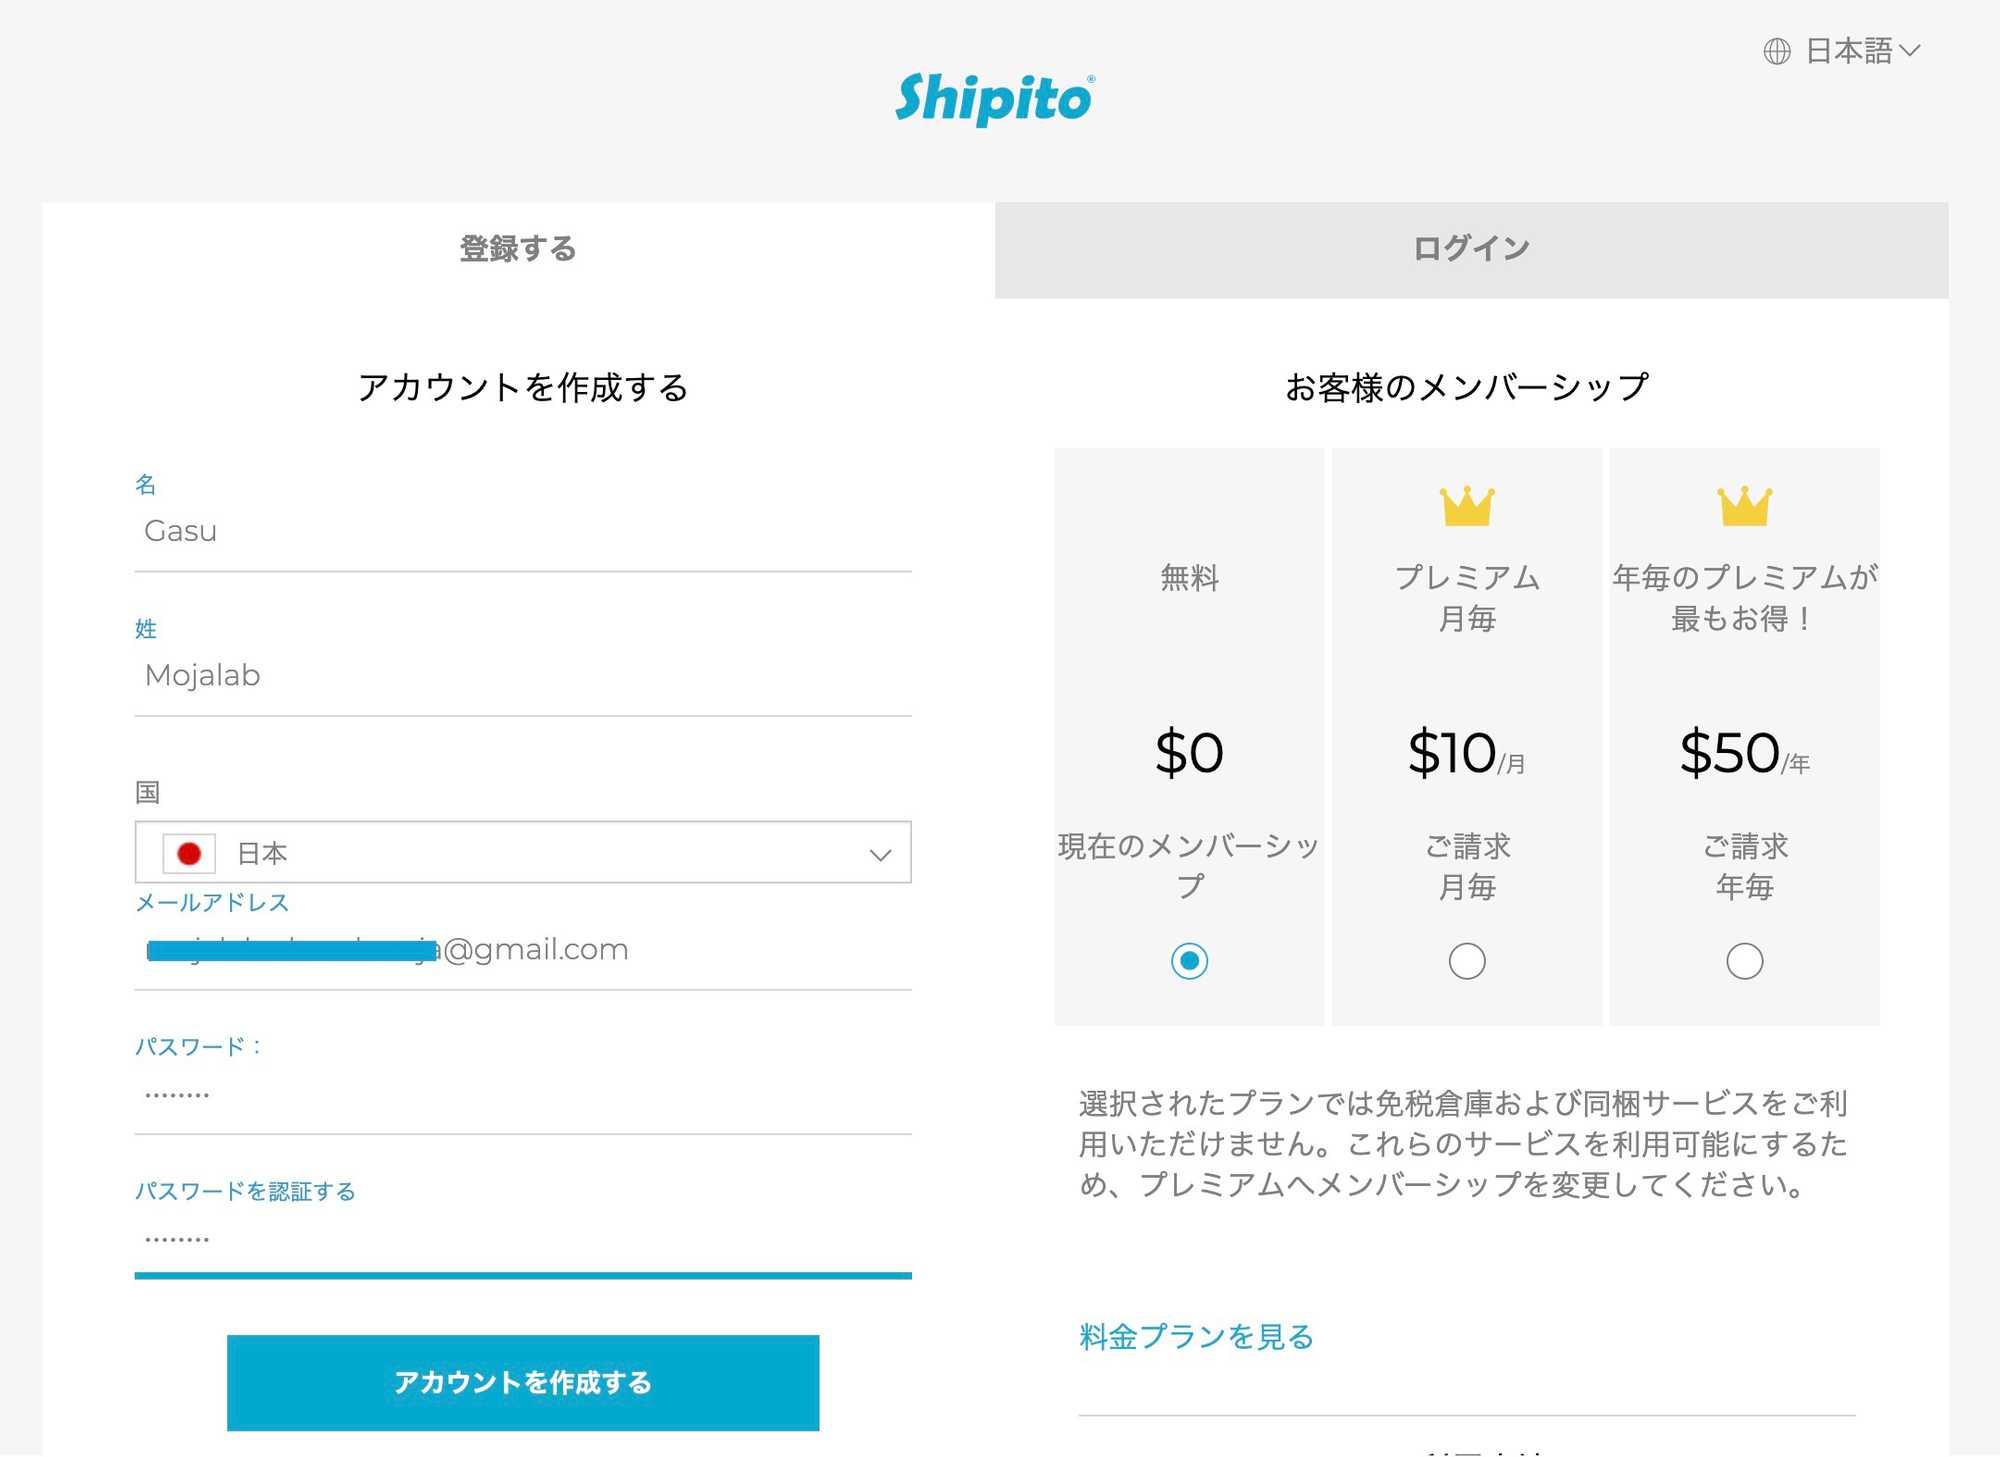 日本語
Shipito®
登録する
ログイン
アカウントを作成する
名
Gasu
姓
Mojalab
国
日本
メールアドレス
@gmail.com
パスワード：
........
パスワードを認証する
........
アカウントを作成する
お客様のメンバーシップ
無料
$0
現在のメンバーシッ
プ
プレミアム
月毎
$10/月
ご請求
月毎
年毎のプレミアムが
最もお得！
$50/年
ご請求
年毎
選択されたプランでは免税倉庫および同梱サービスをご利
用いただけません。これらのサービスを利用可能にするた
め、プレミアムへメンバーシップを変更してください。
料金プランを見る